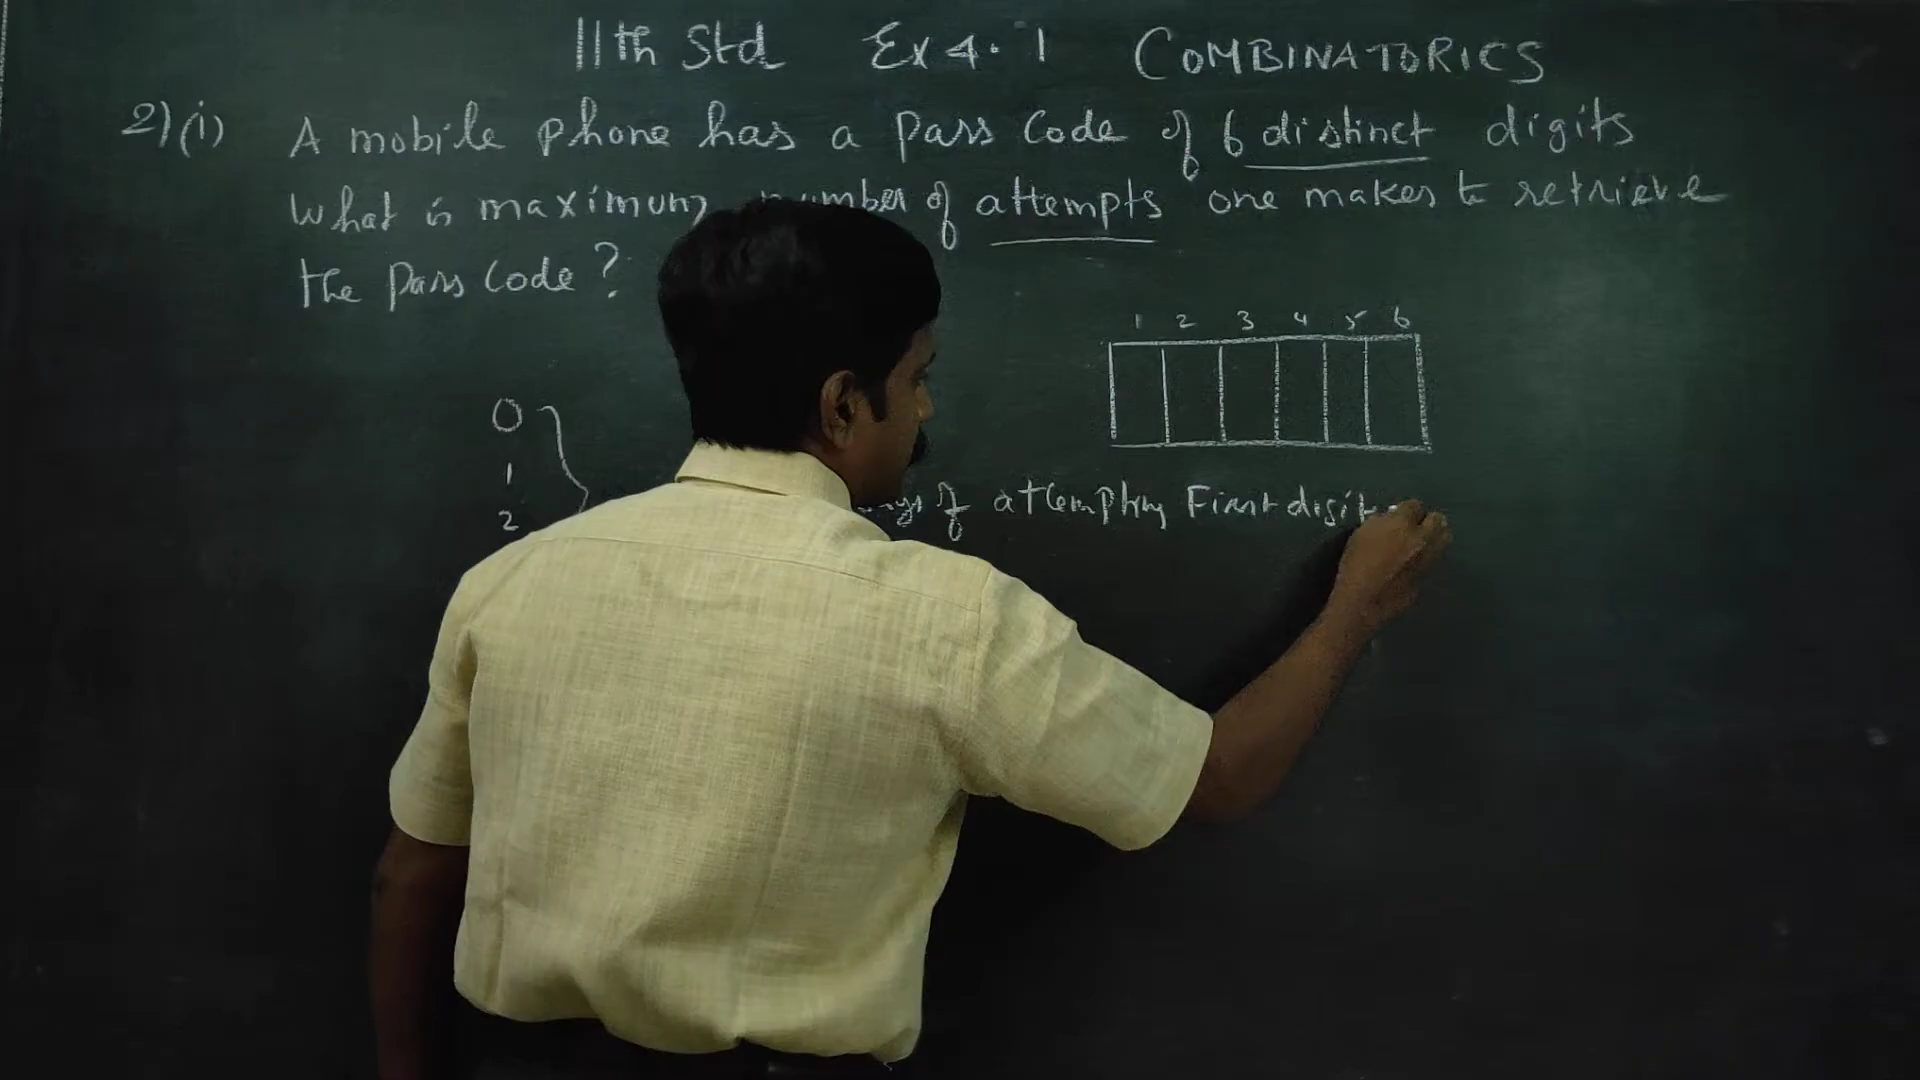 11th Std Ex 4.1 COMBINATORICS
2)(i) A mobile phone has a pass code of 6 distinct digits
What is maximum number of attempts one makes to retrieve
the pass code?
1 2 3 4 5 6
0
1
2
of attempting First digit